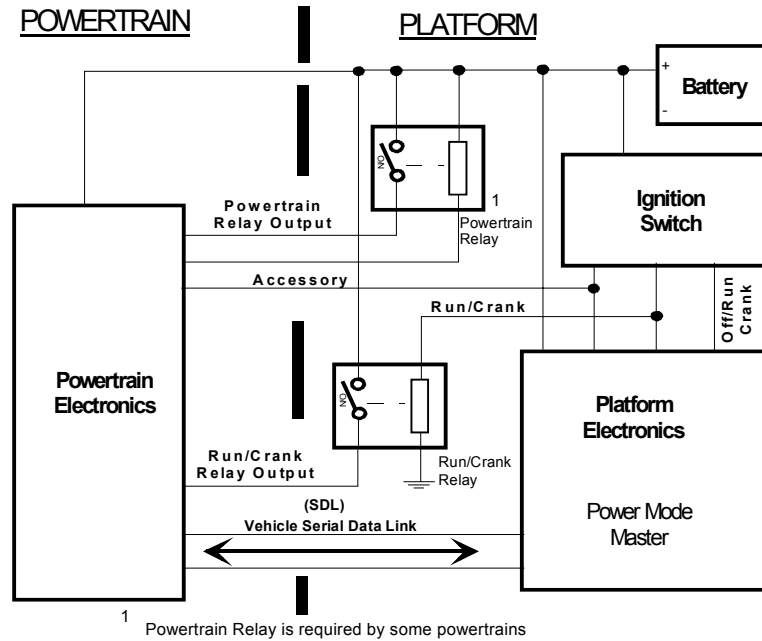 POWERTRAIN
PLATFORM
+
Battery
-
ON
1
Powertrain
Relay
Ignition
Switch
Powertrain
Relay Output
Accessory
Run/Crank
Off/Run
Crank
Powertrain
Electronics
ON
Platform
Electronics
Run/Crank
Relay Output
Run/Crank
Relay
(SDL)
Vehicle Serial Data Link
Power Mode
Master
1
Powertrain Relay is required by some powertrains